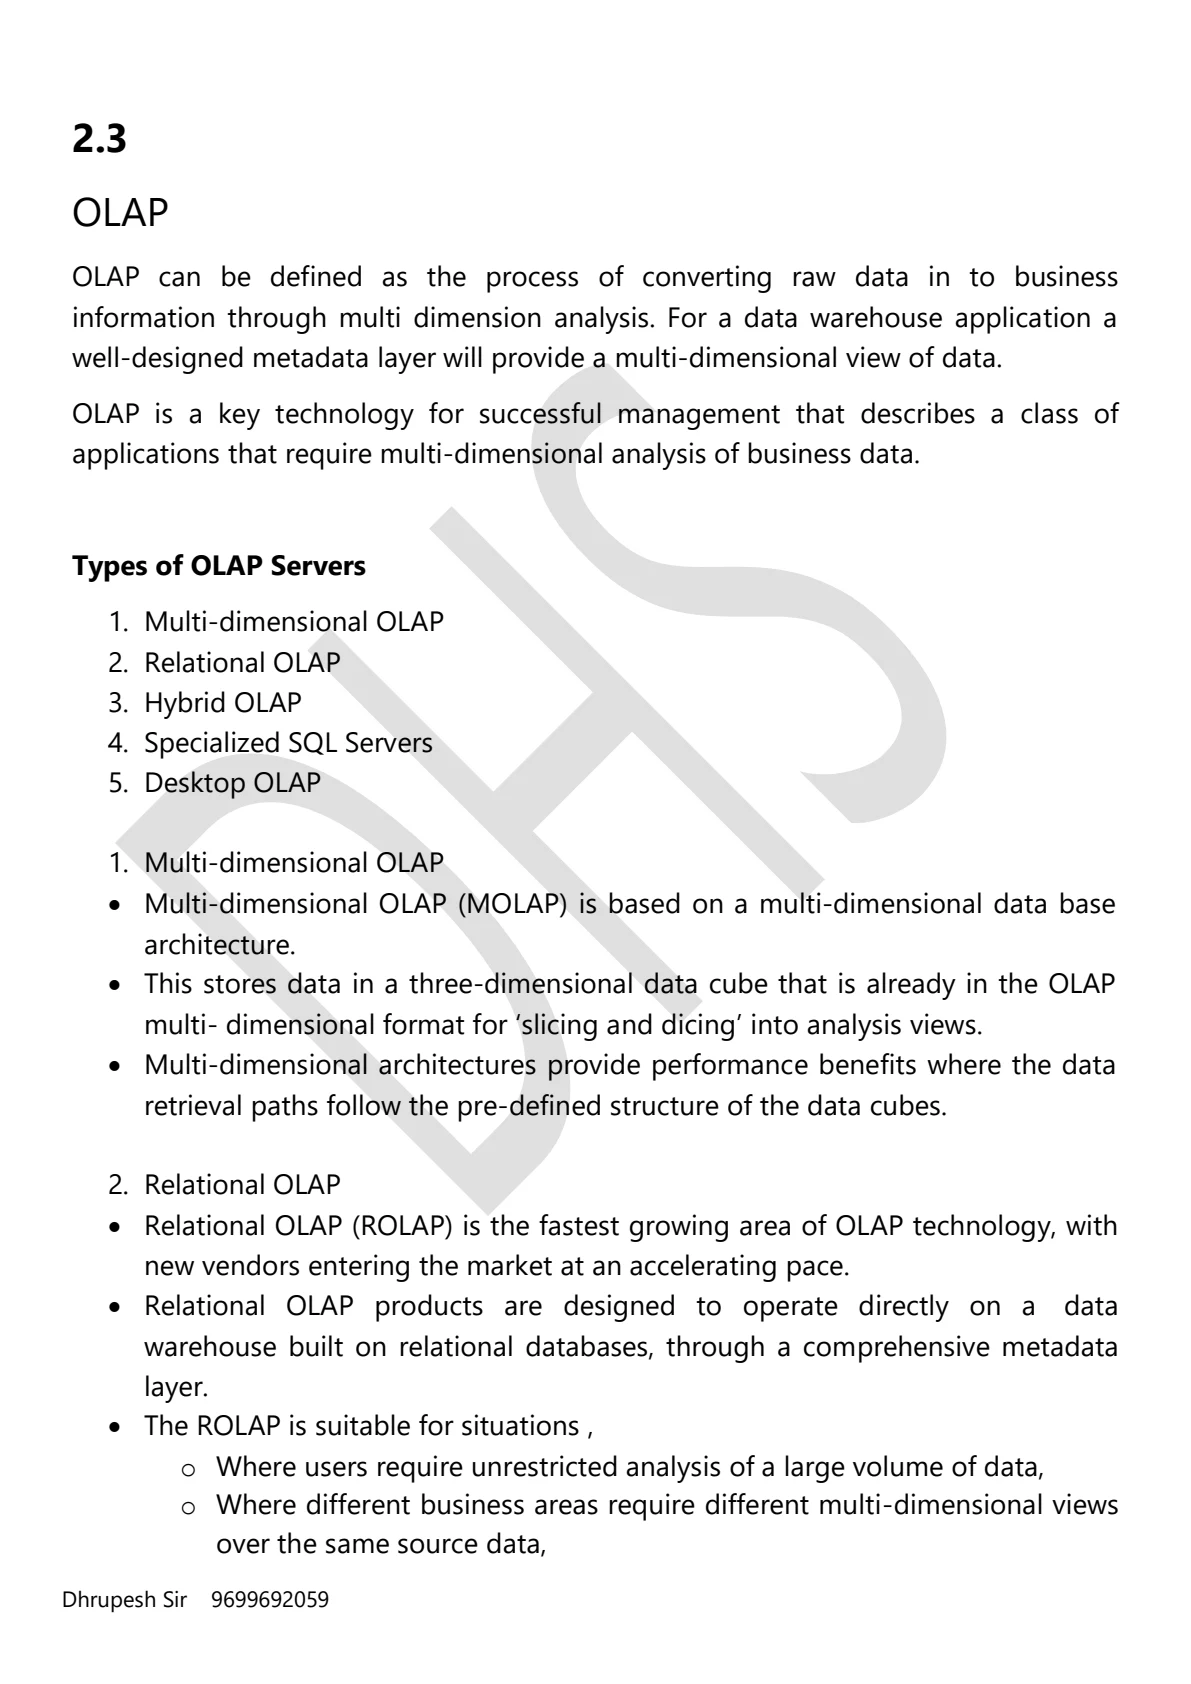 2.3
OLAP
OLAP can be defined as the process of converting raw data in to business
information through multi dimension analysis. For a data warehouse application a
well-designed metadata layer will provide a multi-dimensional view of data.
OLAP is a key technology for successful management that describes a class of
applications that require multi-dimensional analysis of business data.
Types of OLAP Servers
1. Multi-dimensional OLAP
2. Relational OLAP
3. Hybrid OLAP
4. Specialized SQL Servers
5. Desktop OLAP
1. Multi-dimensional OLAP
• Multi-dimensional OLAP (MOLAP) is based on a multi-dimensional data base
architecture.
• This stores data in a three-dimensional data cube that is already in the OLAP
multi- dimensional format for ‘slicing and dicing’ into analysis views.
• Multi-dimensional architectures provide performance benefits where the data
retrieval paths follow the pre-defined structure of the data cubes.
2. Relational OLAP
• Relational OLAP (ROLAP) is the fastest growing area of OLAP technology, with
new vendors entering the market at an accelerating pace.
• Relational OLAP products are designed to operate directly on a data
warehouse built on relational databases, through a comprehensive metadata
layer.
• The ROLAP is suitable for situations ,
o Where users require unrestricted analysis of a large volume of data,
o Where different business areas require different multi-dimensional views
over the same source data,
Dhrupesh Sir 9699692059
DHS